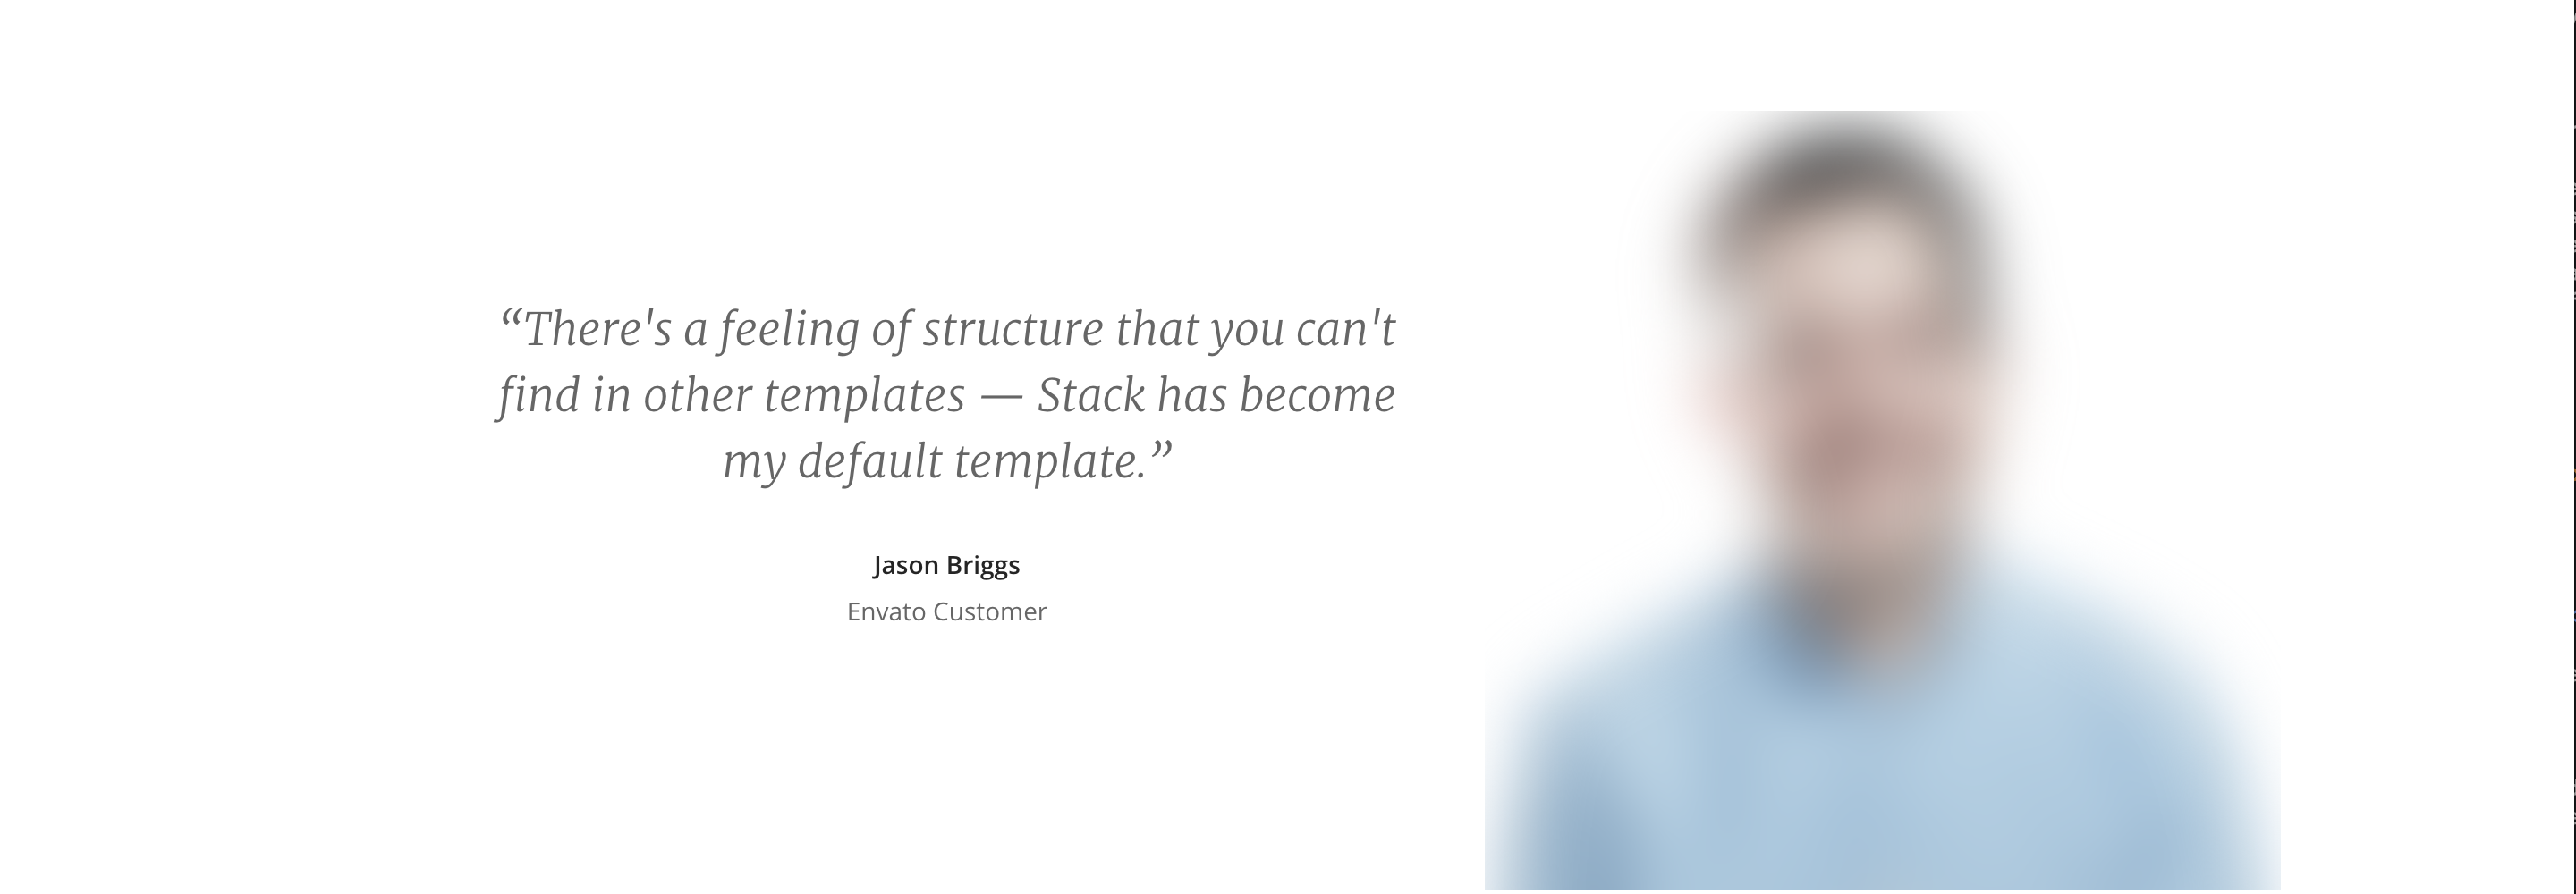 “There's a feeling of structure that you can't
find in other templates — Stack has become
my default template.”
Jason Briggs
Envato Customer